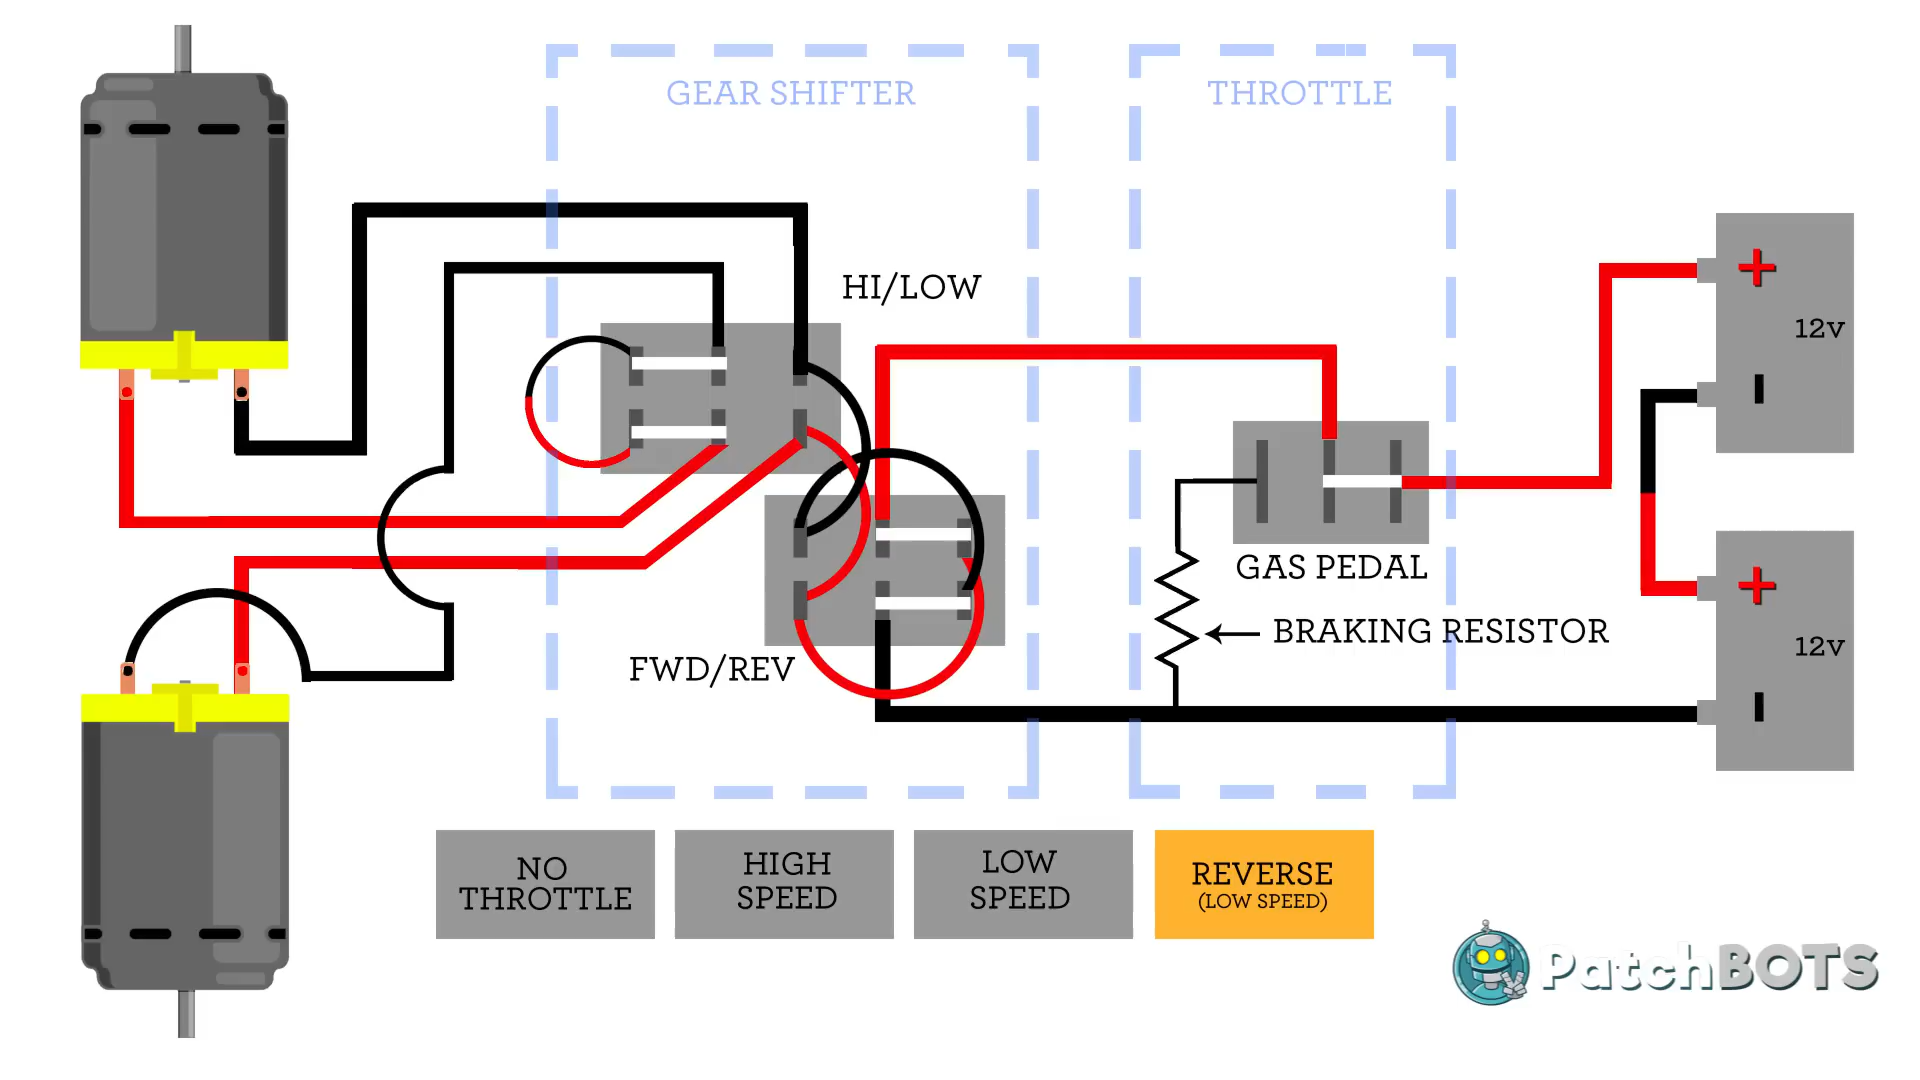 GEAR SHIFTER
THROTTLE
HI/LOW
+
12v
-
GAS PEDAL
+
BRAKING RESISTOR
12v
FWD/REV
-
NO
THROTTLE
HIGH
SPEED
LOW
SPEED
REVERSE
(LOW SPEED)
PatchBOTS